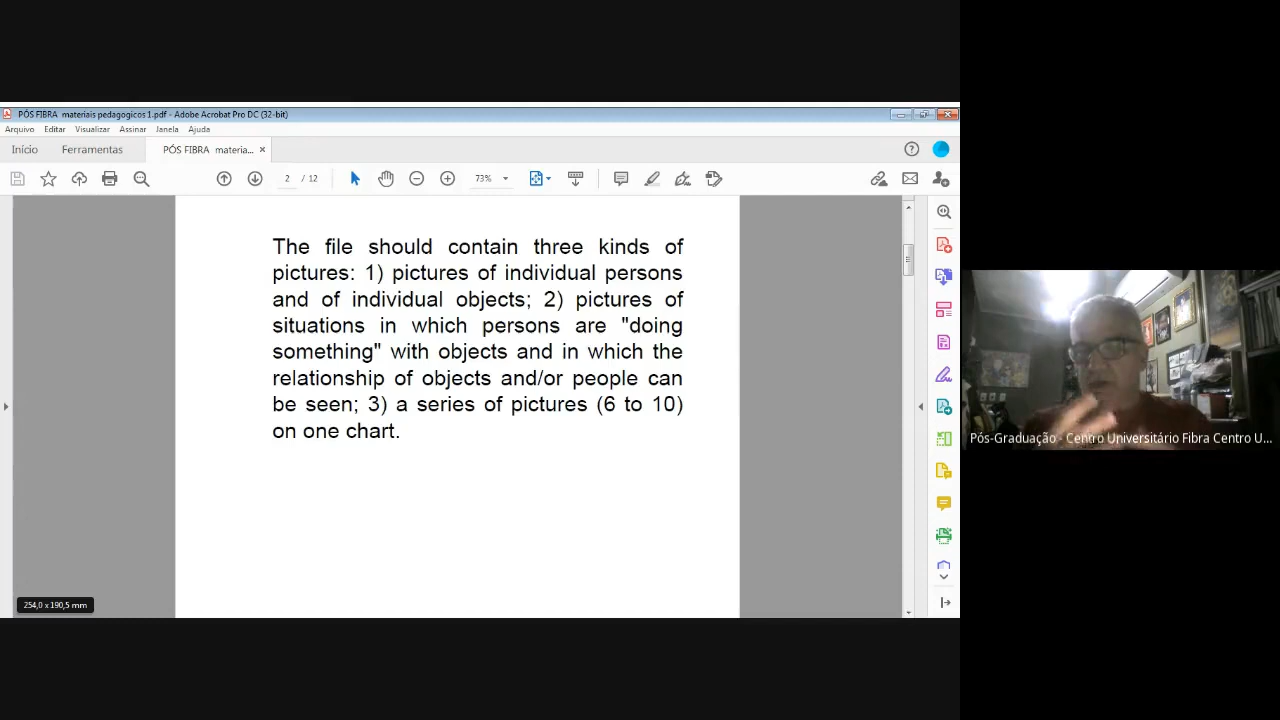 PÓS FIBRA materiais pedagogicos 1.pdf - Adobe Acrobat Pro DC (32-bit)
Arquivo Editar Visualizar Assinar Janela Ajuda
Início Ferramentas PÓS FIBRA materia... ×
2 / 12 73%
The file should contain three kinds of
pictures: 1) pictures of individual persons
and of individual objects; 2) pictures of
situations in which persons are "doing
something" with objects and in which the
relationship of objects and/or people can
be seen; 3) a series of pictures (6 to 10)
on one chart.
254,0 x 190,5 mm
Pós-Graduação - Centro Universitário Fibra Centro U...